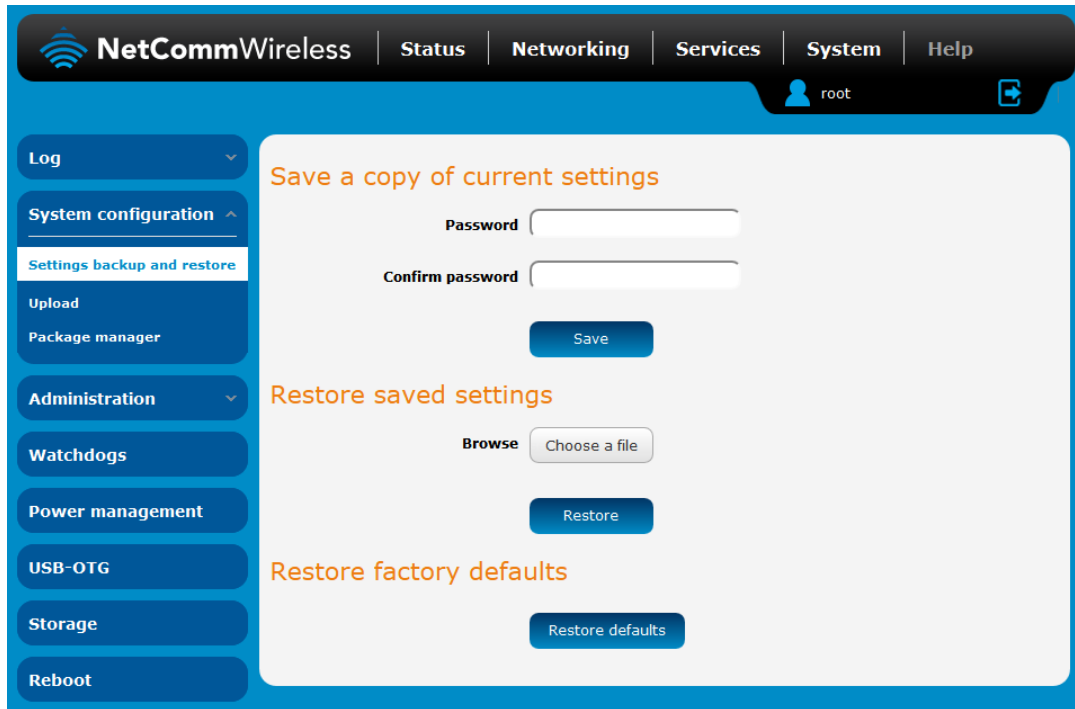 NetCommWireless
Status
Networking
Services
System
Help
root
Log
System configuration
Settings backup and restore
Upload
Package manager
Administration
Watchdogs
Power management
USB-OTG
Storage
Reboot
Save a copy of current settings
Password
Confirm password
Save
Restore saved settings
Browse
Choose a file
Restore
Restore factory defaults
Restore defaults